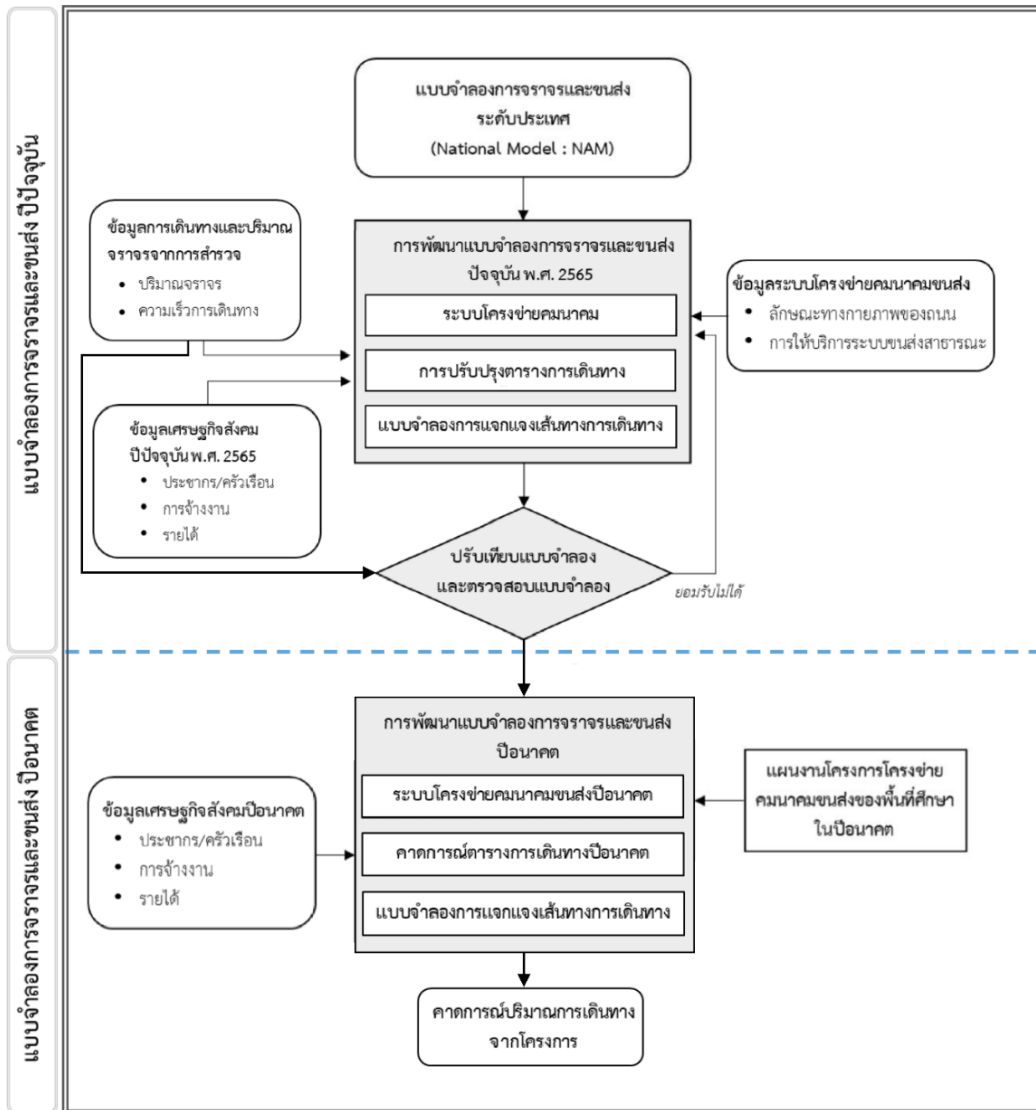 แบบจำลองการจราจรและขนส่ง ปีปัจจุบัน
แบบจำลองการจราจรและขนส่ง
ระดับประเทศ
(National Model : NAM)
ข้อมูลการเดินทางและปริมาณ
จราจรจากการสำรวจ
• ปริมาณจราจร
• ความเร็วการเดินทาง
การพัฒนาแบบจำลองการจราจรและขนส่ง
ปัจจุบัน พ.ศ. 2565
ระบบโครงข่ายคมนาคม
การปรับปรุงตารางการเดินทาง
แบบจำลองการแจกแจงเส้นทางการเดินทาง
ข้อมูลระบบโครงข่ายคมนาคมขนส่ง
• ลักษณะทางกายภาพของถนน
• การให้บริการระบบขนส่งสาธารณะ
ข้อมูลเศรษฐกิจสังคม
ปีปัจจุบัน พ.ศ. 2565
• ประชากร/ครัวเรือน
• การจ้างงาน
• รายได้
ปรับเทียบแบบจำลอง
และตรวจสอบแบบจำลอง
ยอมรับไม่ได้
แบบจำลองการจราจรและขนส่ง ปีอนาคต
การพัฒนาแบบจำลองการจราจรและขนส่ง
ปีอนาคต
ระบบโครงข่ายคมนาคมขนส่งปีอนาคต
คาดการณ์ตารางการเดินทางปีอนาคต
แบบจำลองการแจกแจงเส้นทางการเดินทาง
ข้อมูลเศรษฐกิจสังคมปีอนาคต
• ประชากร/ครัวเรือน
• การจ้างงาน
• รายได้
แผนงานโครงการโครงข่าย
คมนาคมขนส่งของพื้นที่ศึกษา
ในปีอนาคต
คาดการณ์ปริมาณการเดินทาง
จากโครงการ